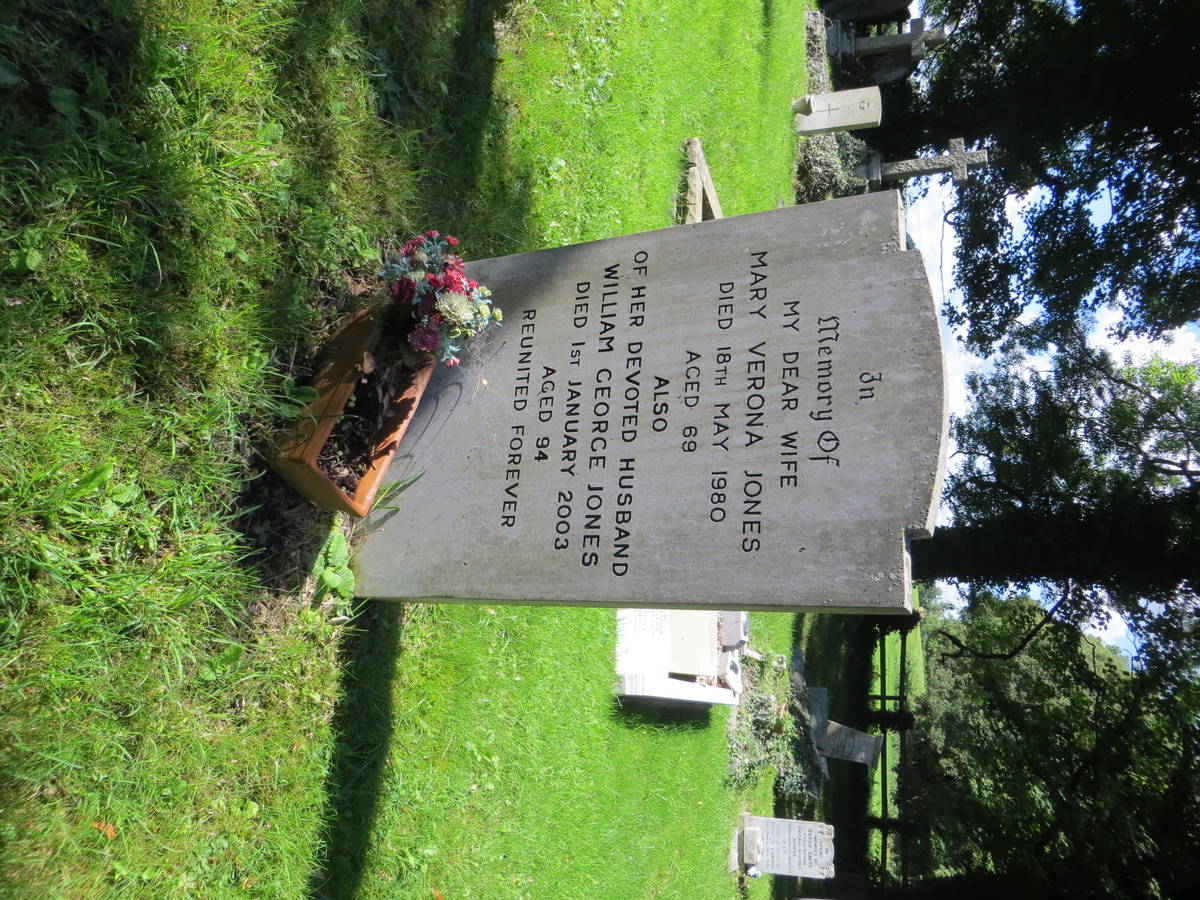 In
Memory Of
MY DEAR WIFE
MARY VERONA JONES
DIED 18TH MAY 1980
AGED 69
ALSO
OF HER DEVOTED HUSBAND
WILLIAM GEORGE JONES
DIED 1ST JANUARY 2003
AGED 94
REUNITED FOREVER